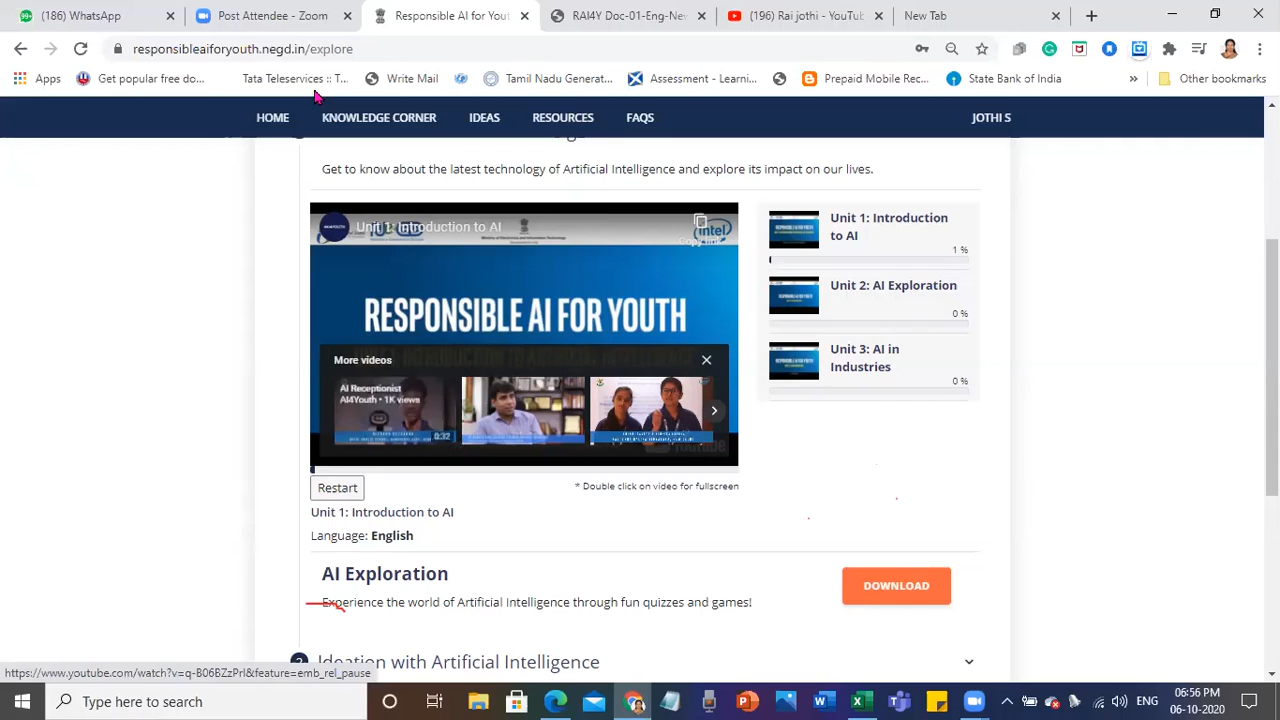 (186) WhatsApp
Post Attendee - Zoom
Responsible AI for You
RAI4Y Doc-01-Eng-Ne
(196) Rai jothi - YouTu
New Tab
responsibleaiforyouth.negd.in/explore
Apps
Get popular free do...
Tata Teleservices :: T...
Write Mail
Tamil Nadu Generat...
Assessment - Learni...
Prepaid Mobile Rec...
State Bank of India
»
Other bookmarks
HOME
KNOWLEDGE CORNER
IDEAS
RESOURCES
FAQS
JOTHI S
Get to know about the latest technology of Artificial Intelligence and explore its impact on our lives.
Unit 1: Introduction to AI
intel
RESPONSIBLE AI FOR YOUTH
More videos
AI Receptionist
AI4Youth • 1K views
0:32
Restart
* Double click on video for fullscreen
Unit 1: Introduction to AI
Language: English
Unit 1: Introduction
to AI
1 %
Unit 2: AI Exploration
0 %
Unit 3: AI in
Industries
0 %
AI Exploration
DOWNLOAD
Experience the world of Artificial Intelligence through fun quizzes and games!
2 Ideation with Artificial Intelligence
https://www.youtube.com/watch?v=q-B06BZzPrI&feature=emb_rel_pause
Type here to search
ENG
06:56 PM
06-10-2020